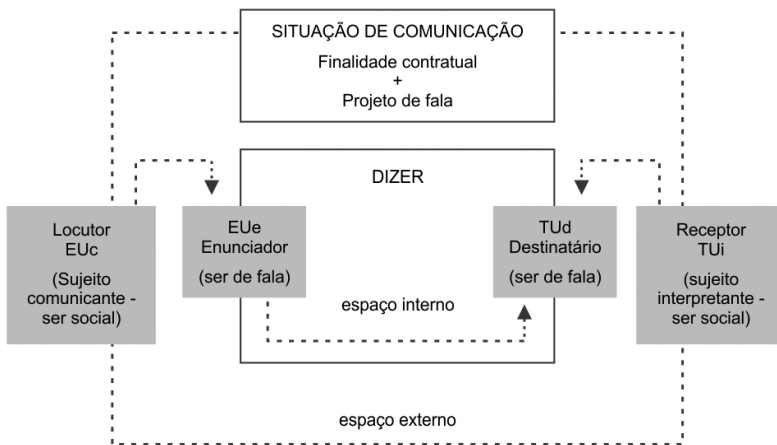 SITUAÇÃO DE COMUNICAÇÃO
Finalidade contratual
+
Projeto de fala
DIZER
Locutor
EUc
(Sujeito
comunicante -
ser social)
EUe
Enunciador
(ser de fala)
TUd
Destinatário
(ser de fala)
Receptor
TUi
(sujeito
interpretante -
ser social)
espaço interno
espaço externo